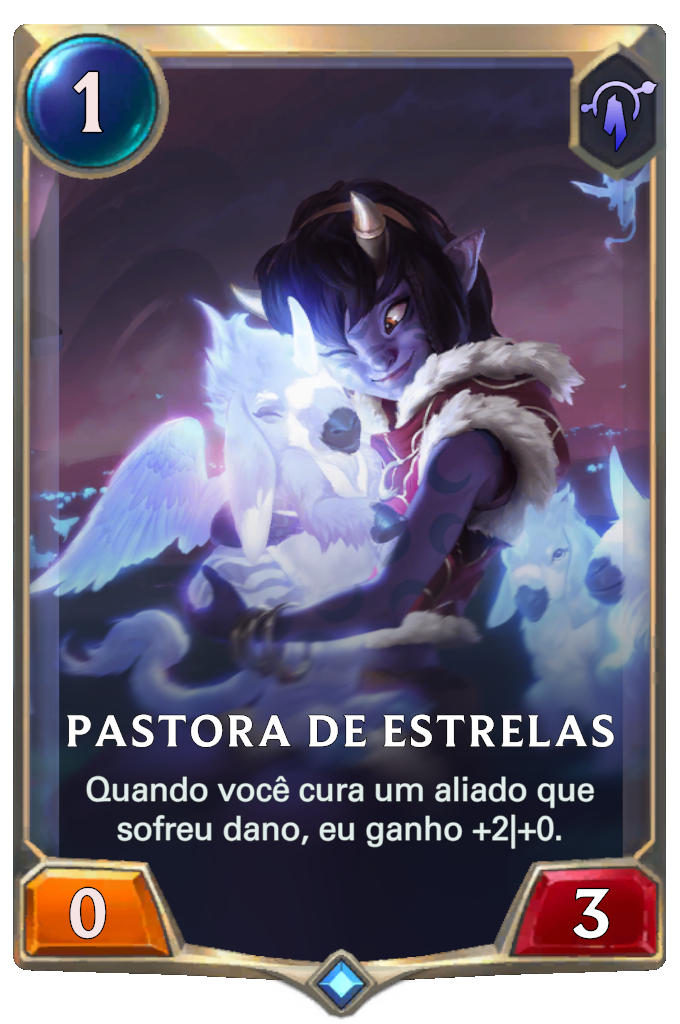 1
PASTORA DE ESTRELAS
Quando você cura um aliado que
sofreu dano, eu ganho +2|+0.
0
3